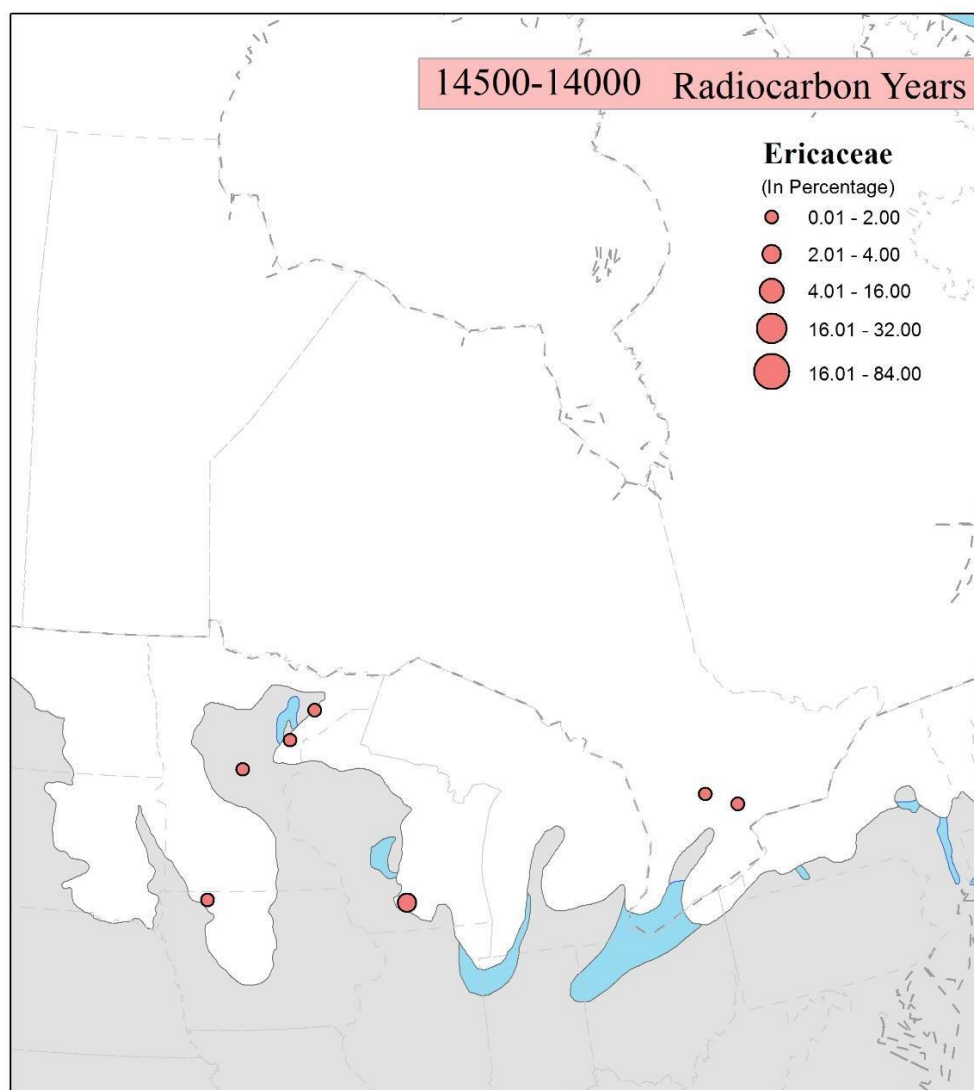 14500-14000 Radiocarbon Years
Ericaceae
(In Percentage)
0.01 - 2.00
2.01 - 4.00
4.01 - 16.00
16.01 - 32.00
16.01 - 84.00